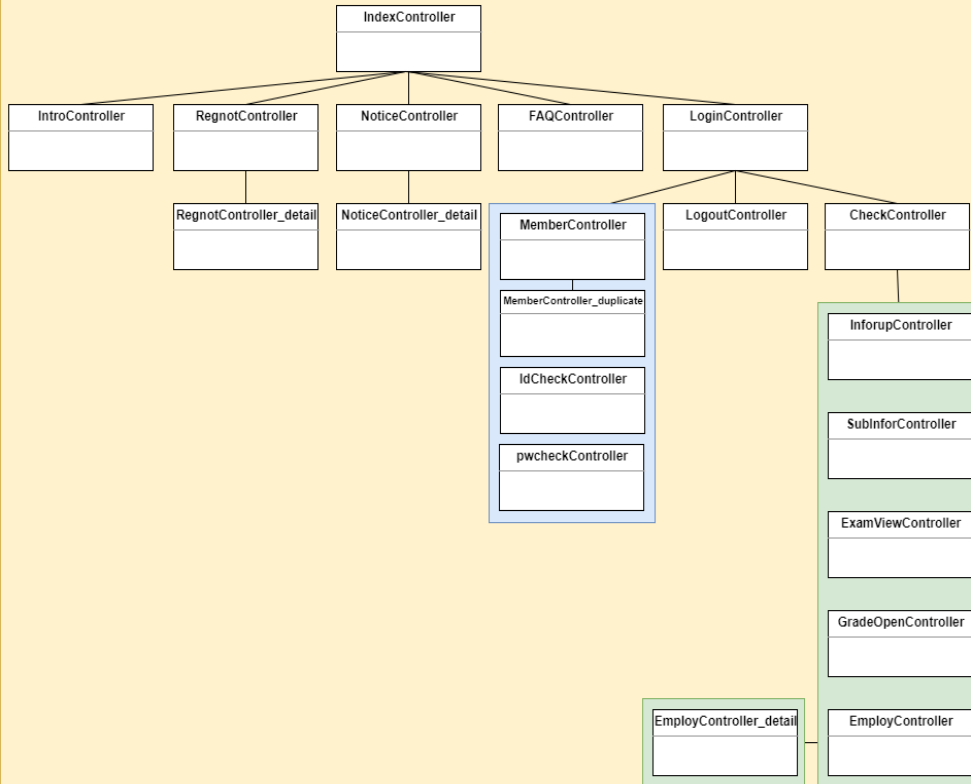 IndexController
IntroController
RegnotController
NoticeController
FAQController
LoginController
RegnotController_detail
NoticeController_detail
MemberController
LogoutController
CheckController
MemberController_duplicate
InforupController
IdCheckController
SubInforController
pwcheckController
ExamViewController
GradeOpenController
EmployController_detail
EmployController